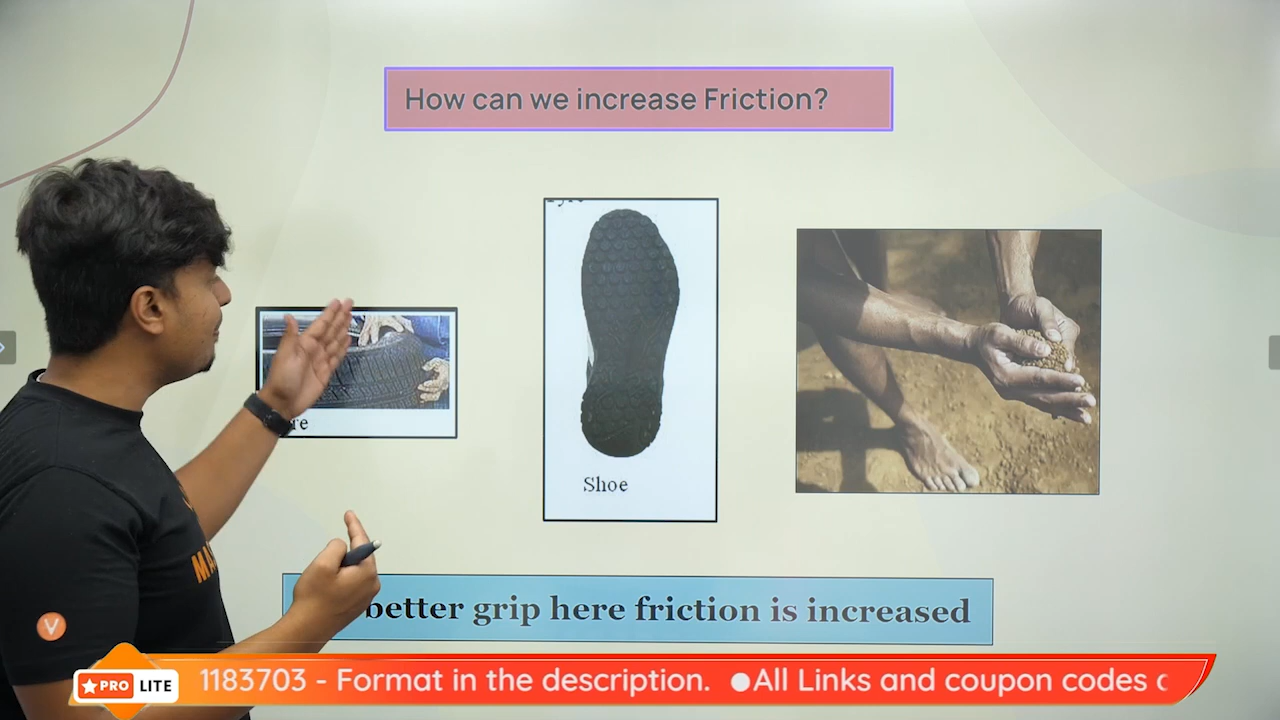 How can we increase Friction?
Shoe
better grip here friction is increased
V
PRO LITE
1183703 - Format in the description. ●All Links and coupon codes